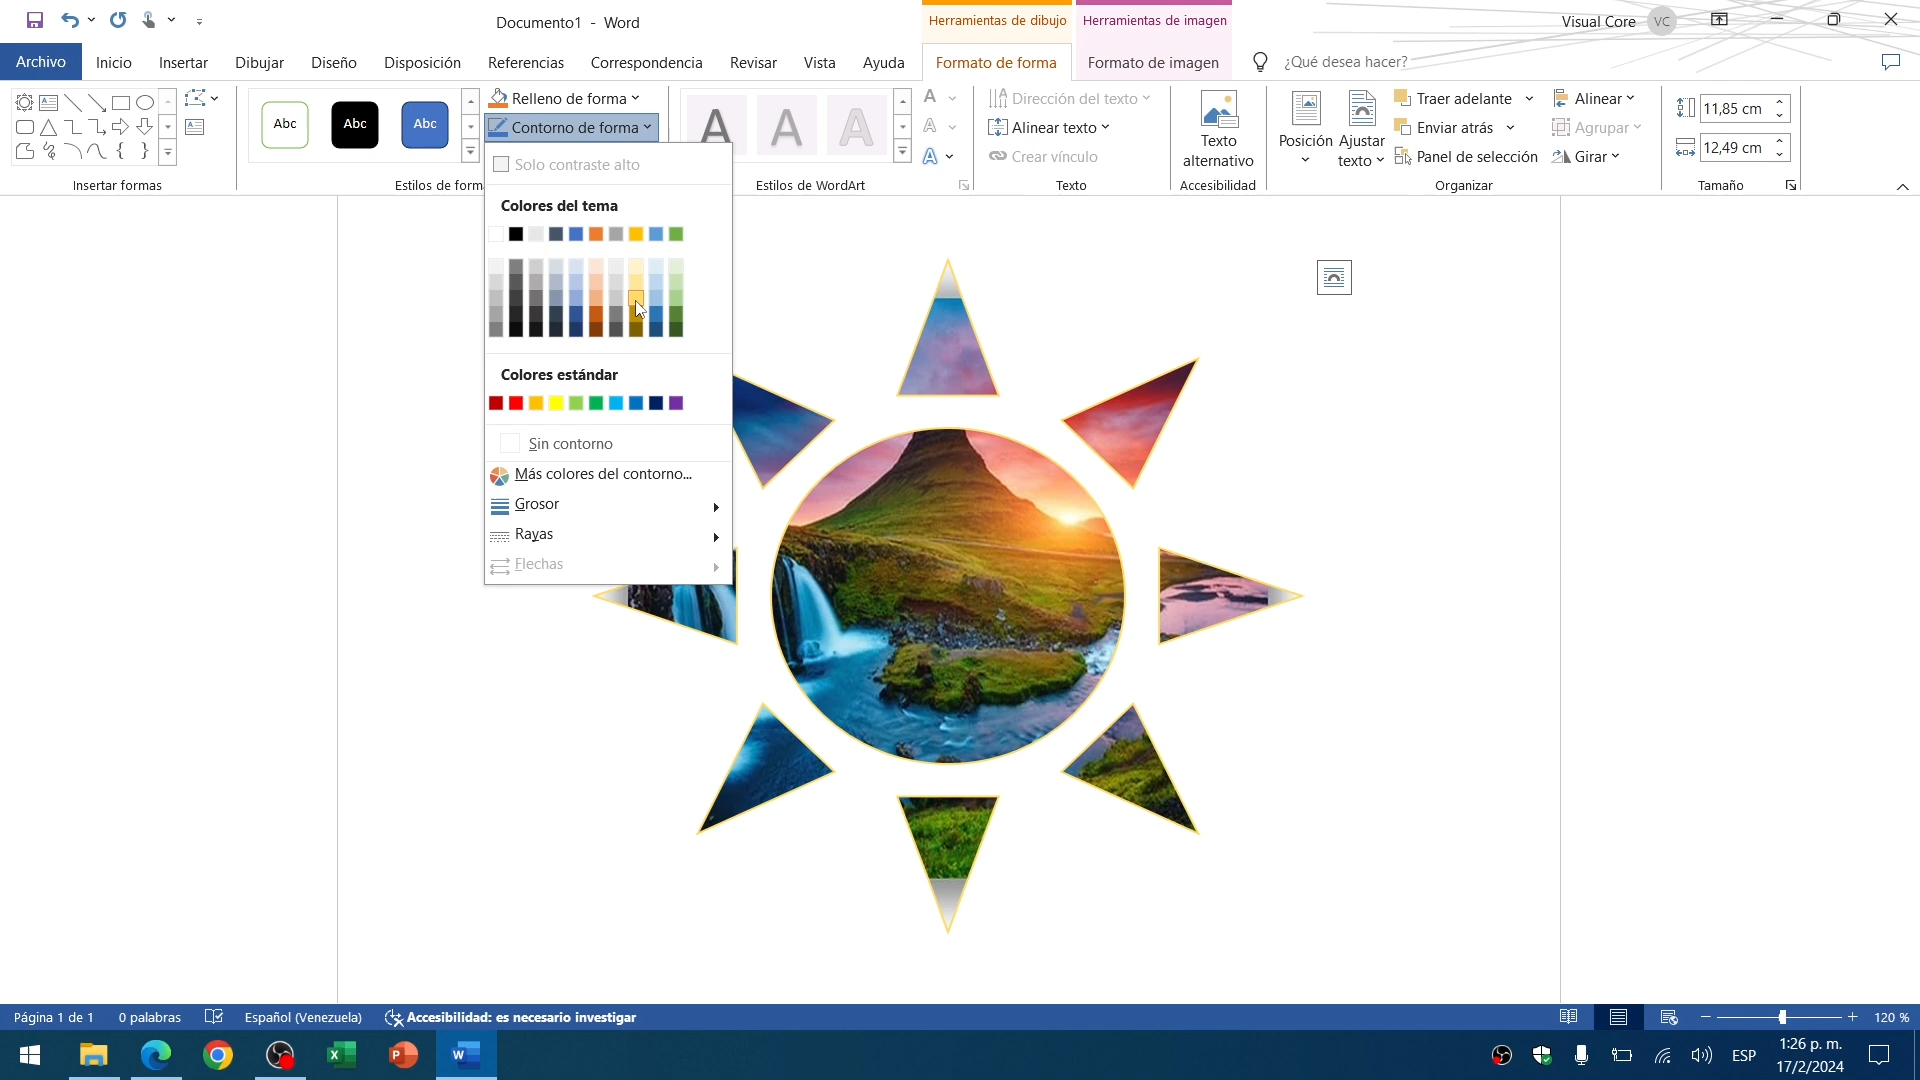 Documento1 - Word
Herramientas de dibujo
Herramientas de imagen
Visual Core
VC
Archivo
Inicio
Insertar
Dibujar
Diseño
Disposición
Referencias
Correspondencia
Revisar
Vista
Ayuda
Formato de forma
Formato de imagen
¿Qué desea hacer?
Abc
Abc
Abc
Relleno de forma
Contorno de forma
A
A
A
A
A
A
Dirección del texto
Alinear texto
Crear vínculo
Texto
alternativo
Posición
Ajustar
texto
Traer adelante
Enviar atrás
Panel de selección
Alinear
Agrupar
Girar
11,85 cm
12,49 cm
Insertar formas
Estilos de form
Estilos de WordArt
Texto
Accesibilidad
Organizar
Tamaño
Solo contraste alto
Colores del tema
Colores estándar
Sin contorno
Más colores del contorno...
Grosor
Rayas
Flechas
Página 1 de 1
0 palabras
Español (Venezuela)
Accesibilidad: es necesario investigar
120 %
ESP
1:26 p. m.
17/2/2024